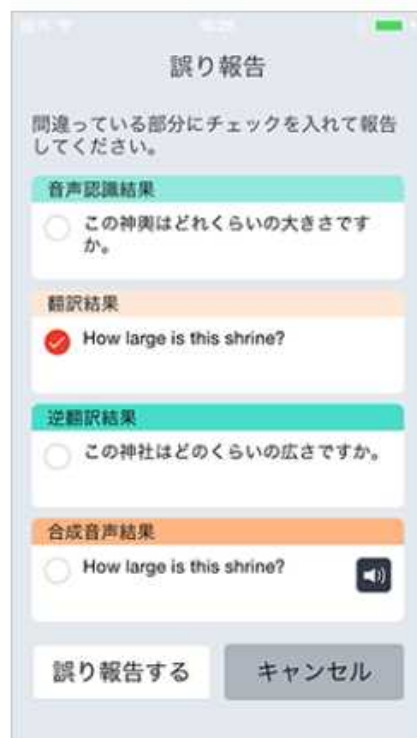 誤り報告
間違っている部分にチェックを入れて報告
してください。
音声認識結果
この神輿はどれくらいの大きさです
か。
翻訳結果
How large is this shrine?
逆翻訳結果
この神社はどのくらいの広さですか。
合成音声結果
How large is this shrine?
誤り報告する
キャンセル